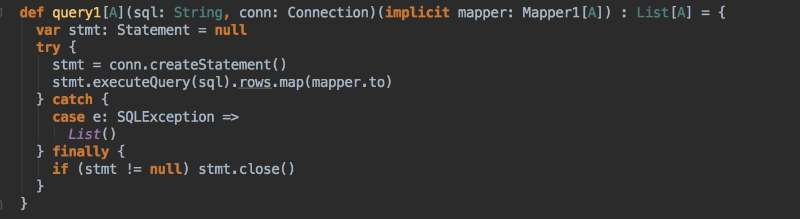 def query1[A](sql: String, conn: Connection)(implicit mapper: Mapper1[A]) : List[A] = {
  var stmt: Statement = null
  try {
    stmt = conn.createStatement()
    stmt.executeQuery(sql).rows.map(mapper.to)
  } catch {
    case e: SQLException =>
      List()
  } finally {
    if (stmt != null) stmt.close()
  }
}